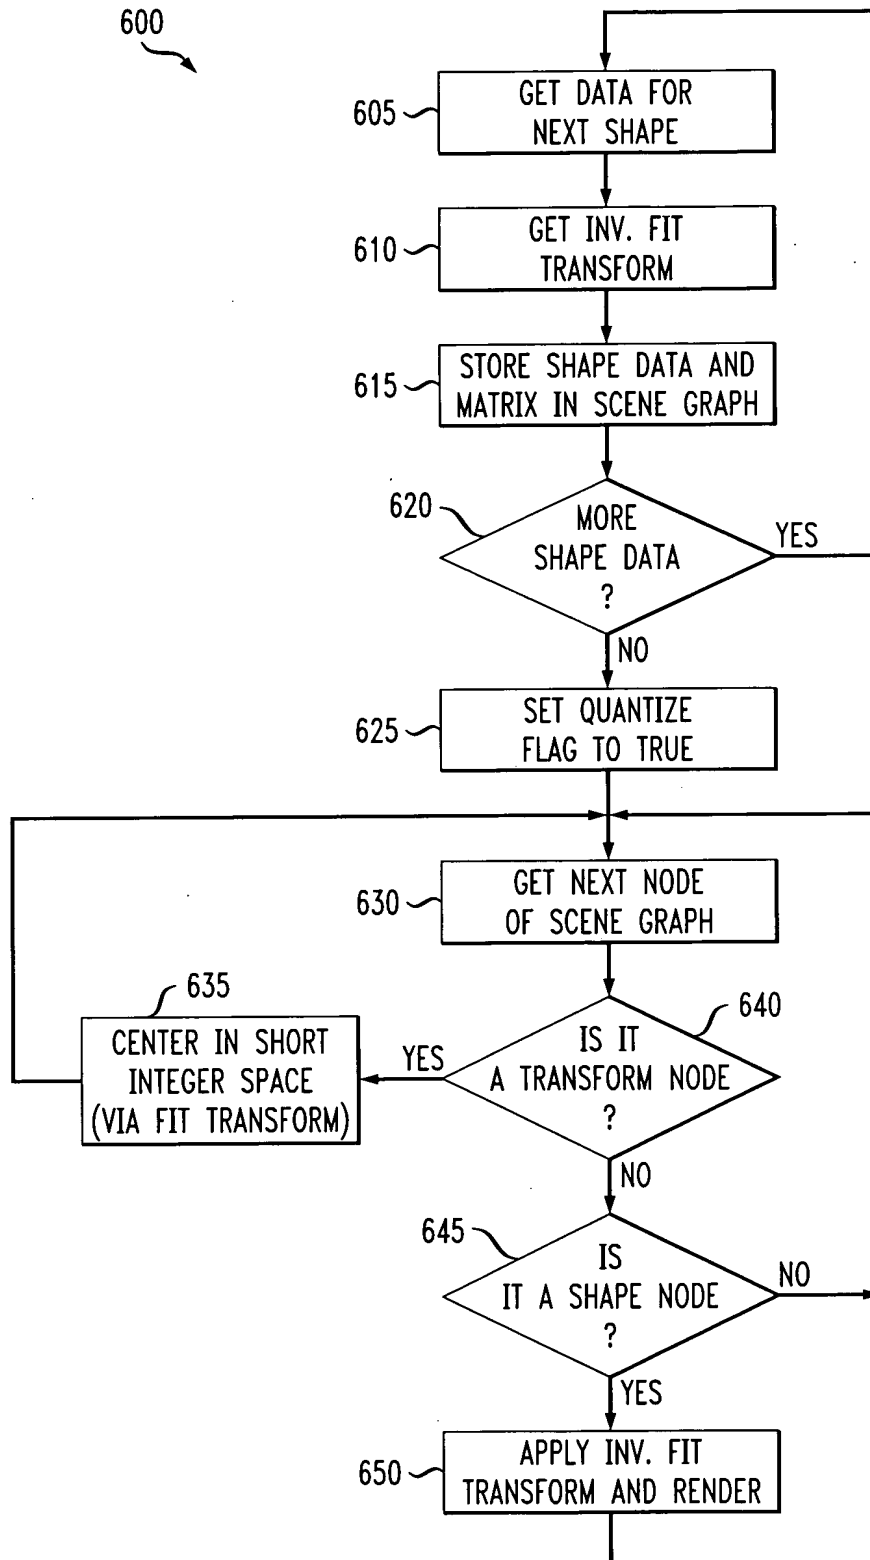 600
605
GET DATA FOR
NEXT SHAPE
610
GET INV. FIT
TRANSFORM
615
STORE SHAPE DATA AND
MATRIX IN SCENE GRAPH
620
MORE
SHAPE DATA
?
YES
NO
625
SET QUANTIZE
FLAG TO TRUE
630
GET NEXT NODE
OF SCENE GRAPH
635
CENTER IN SHORT
INTEGER SPACE
(VIA FIT TRANSFORM)
YES
640
IS IT
A TRANSFORM NODE
?
NO
645
IS
IT A SHAPE NODE
?
NO
YES
650
APPLY INV. FIT
TRANSFORM AND RENDER